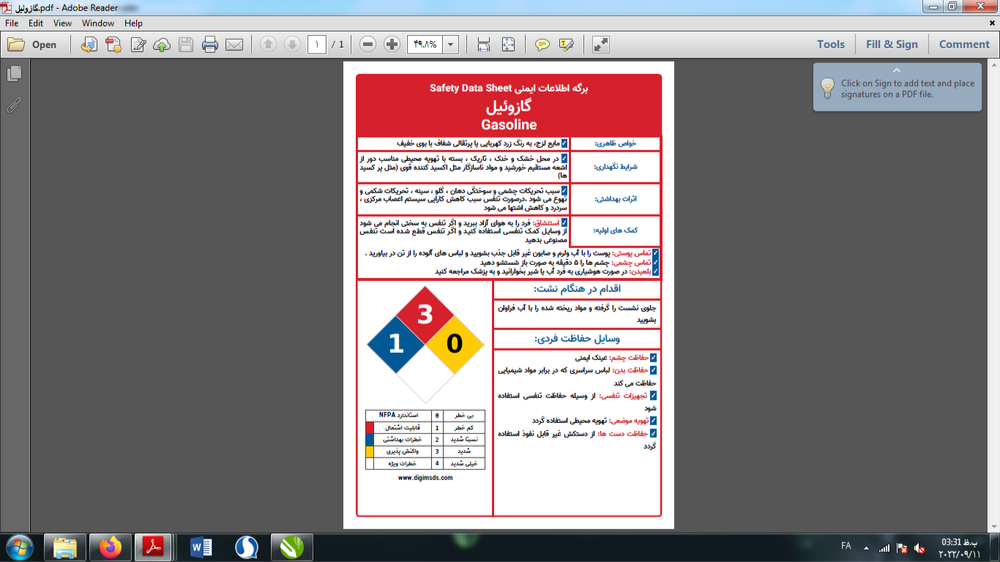 گازوئیل.pdf - Adobe Reader
File Edit View Window Help
Open
۱ / 1
۴۹.۸%
Tools
Fill & Sign
Comment
Click on Sign to add text and place
signatures on a PDF file.
برگه اطلاعات ایمنی Safety Data Sheet
گازوئیل
Gasoline
خواص ظاهری:
مایع لزج، به رنگ زرد کهربایی یا پرتقالی شفاف با بوی خفیف
شرایط نگهداری:
در محل خشک و خنک ، تاریک ، بسته با تهویه محیطی مناسب دور از
اشعه مستقیم خورشید و مواد ناسازگار مثل اکسید کننده قوی (مثل پر کسید
ها)
اثرات بهداشتی:
سبب تحریکات چشمی و سوختگی دهان ، گلو ، سینه ، تحریکات شکمی و
تهوع می شود .درصورت تنفس سبب کاهش کارایی سیستم اعصاب مرکزی ،
سردرد و کاهش اشتها می شود
کمک های اولیه:
استنشاق: فرد را به هوای آزاد ببرید و اگر تنفس به سختی انجام می شود
از وسایل کمک تنفسی استفاده کنید و اگر تنفس قطع شده است تنفس
مصنوعی بدهید
تماس پوستی: پوست را با آب ولرم و صابون غیر قابل جذب بشویید و لباس های آلوده را از تن در بیاورید .
تماس چشمی: چشم ها را ۵ دقیقه به صورت باز شستشو دهید
بلعیدن: در صورت هوشیاری به فرد آب یا شیر بخورانید و به پزشک مراجعه کنید
اقدام در هنگام نشت:
جلوی نشست را گرفته و مواد ریخته شده را با آب فراوان
بشویید
وسایل حفاظت فردی:
حفاظت چشم: عینک ایمنی
حفاظت بدن: لباس سراسری که در برابر مواد شیمیایی
حفاظت می کند
تجهیزات تنفسی: از وسیله حفاظت تنفسی استفاده
شود
تهویه موضعی: تهویه محیطی استفاده گردد
حفاظت دست ها: از دستکش غیر قابل نفوذ استفاده
گردد
3
1
0
بی خطر 0 استاندارد NFPA
کم خطر 1 قابلیت اشتعال
نسبتا شدید 2 خطرات بهداشتی
شدید 3 واکنش پذیری
خیلی شدید 4 خطرات ویژه
www.digimsds.com
FA
03:31 ب.ظ
۲۰۲۲/۰۹/۱۱